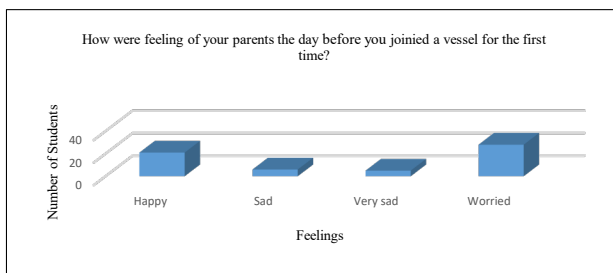 How were feeling of your parents the day before you joinied a vessel for the first
time?
Number of Students
40
20
0
Happy Sad Very sad Worried
Feelings